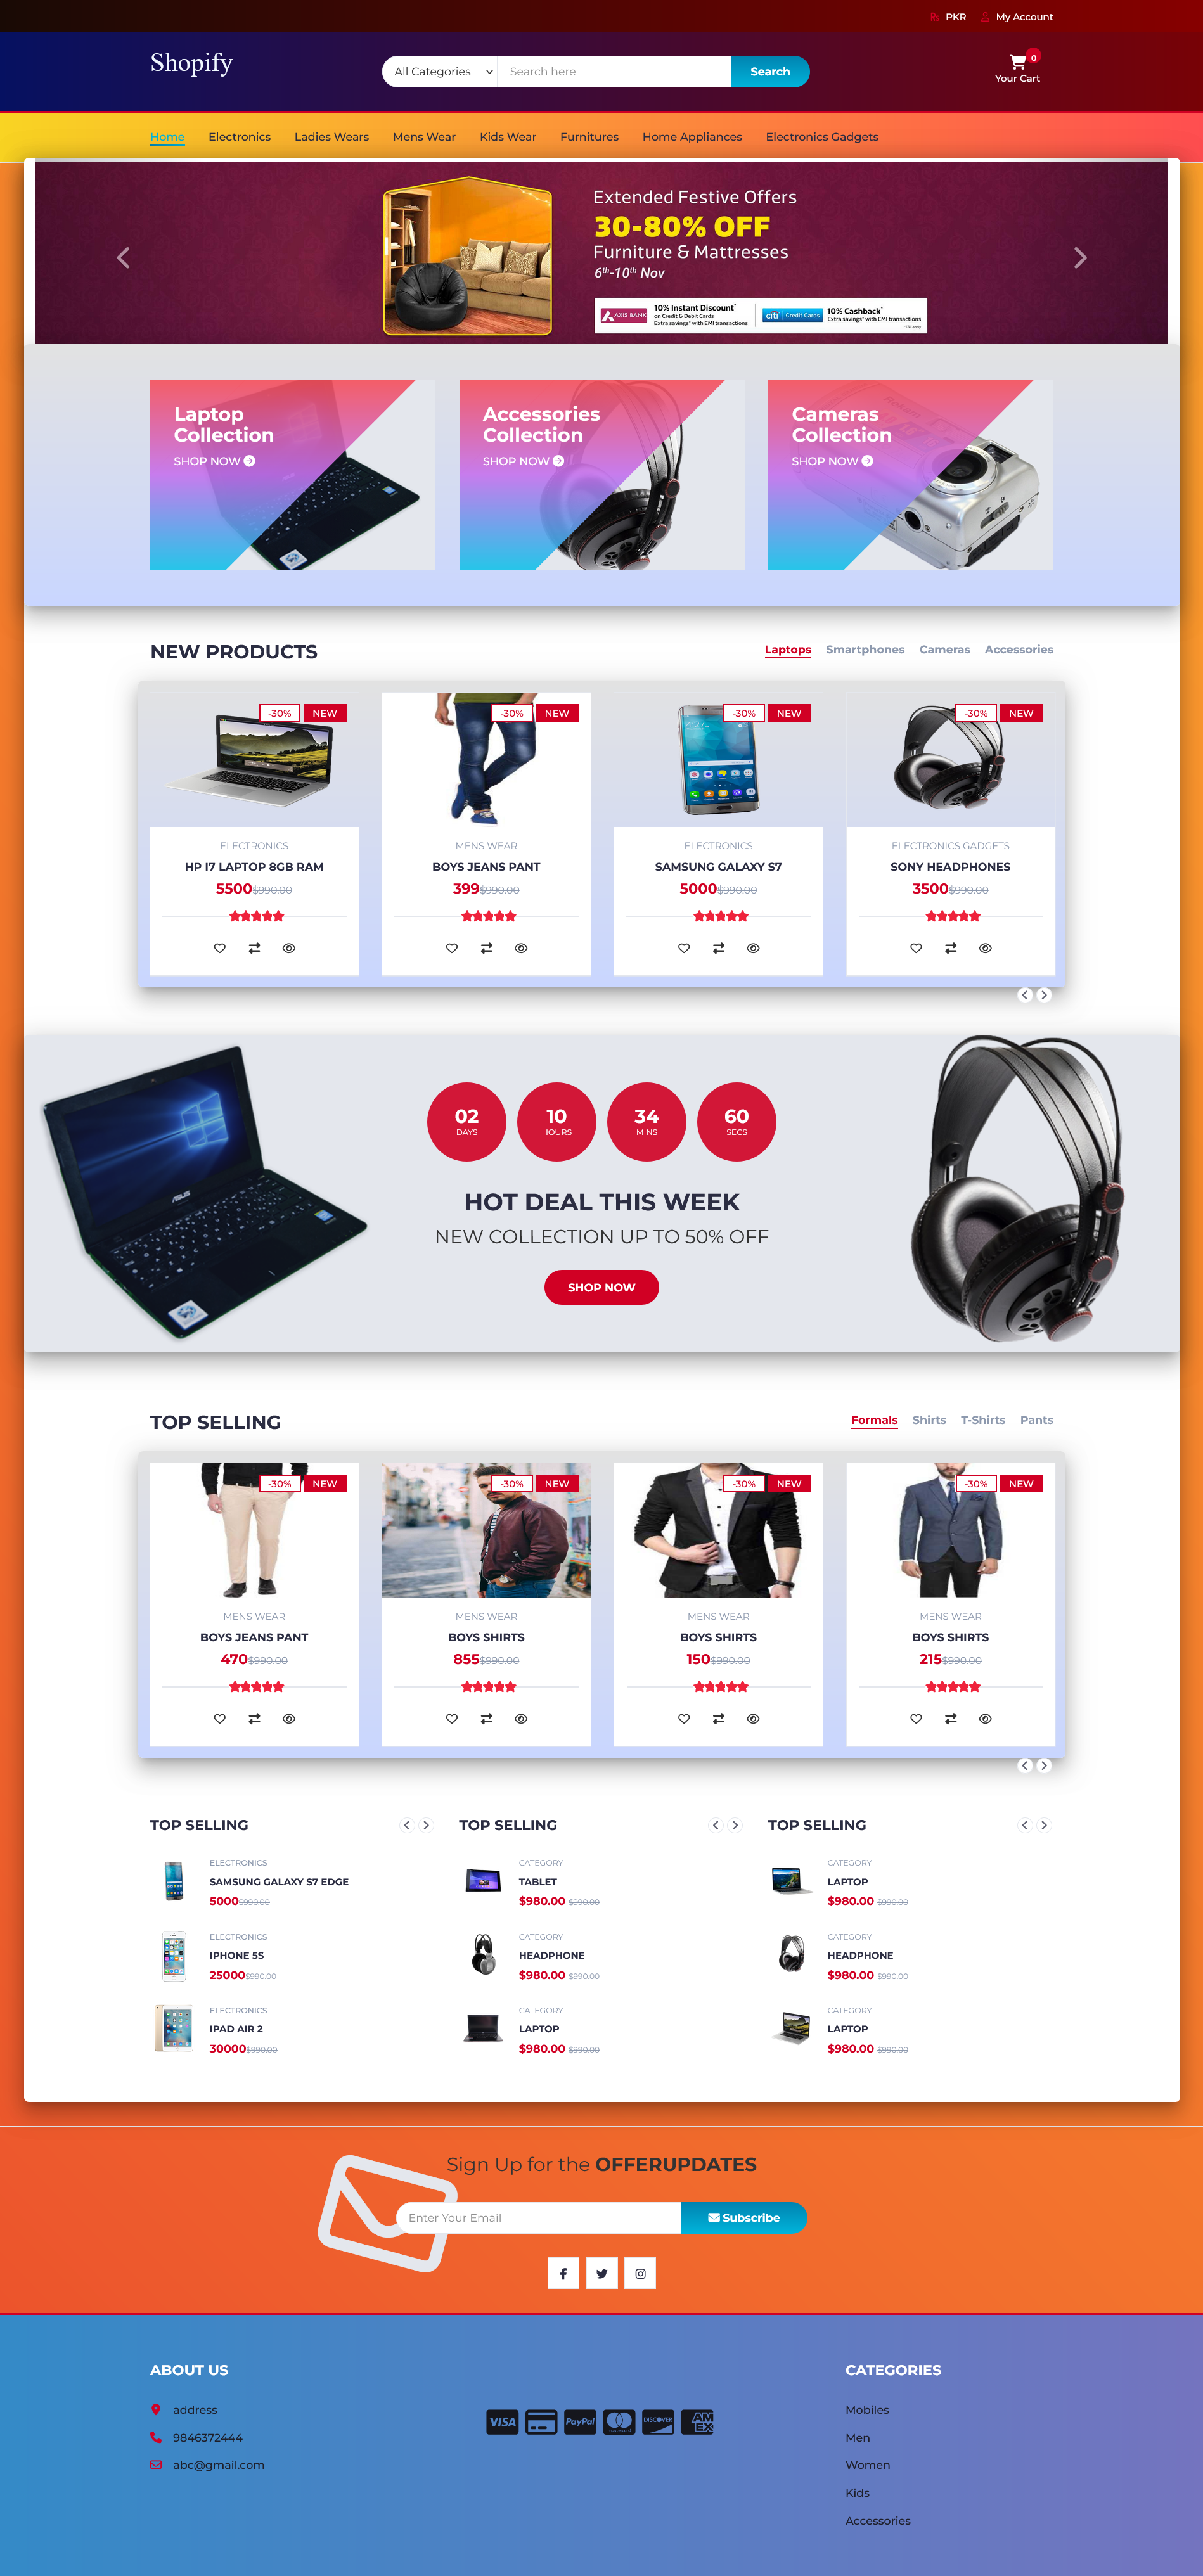 PKR My Account
Shopify
All Categories Search here Search
0
Your Cart
Home Electronics Ladies Wears Mens Wear Kids Wear Furnitures Home Appliances Electronics Gadgets
Extended Festive Offers
30-80% OFF
Furniture & Mattresses
6th-10th Nov
AXIS BANK 10% Instant Discount*
on Credit & Debit Cards
Extra savings* with EMI transactions
citi Credit Cards 10% Cashback*
Extra savings* with EMI transactions
*T&C Apply
Laptop
Collection
SHOP NOW
Accessories
Collection
SHOP NOW
Cameras
Collection
SHOP NOW
NEW PRODUCTS
Laptops Smartphones Cameras Accessories
-30% NEW
ELECTRONICS
HP I7 LAPTOP 8GB RAM
5500$990.00
-30% NEW
MENS WEAR
BOYS JEANS PANT
399$990.00
-30% NEW
ELECTRONICS
SAMSUNG GALAXY S7
5000$990.00
-30% NEW
ELECTRONICS GADGETS
SONY HEADPHONES
3500$990.00
ASUS
02
DAYS
10
HOURS
34
MINS
60
SECS
HOT DEAL THIS WEEK
NEW COLLECTION UP TO 50% OFF
SHOP NOW
TOP SELLING
Formals Shirts T-Shirts Pants
-30% NEW
MENS WEAR
BOYS JEANS PANT
470$990.00
-30% NEW
MENS WEAR
BOYS SHIRTS
855$990.00
-30% NEW
MENS WEAR
BOYS SHIRTS
150$990.00
-30% NEW
MENS WEAR
BOYS SHIRTS
215$990.00
TOP SELLING
ELECTRONICS
SAMSUNG GALAXY S7 EDGE
5000$990.00
ELECTRONICS
IPHONE 5S
25000$990.00
ELECTRONICS
IPAD AIR 2
30000$990.00
TOP SELLING
CATEGORY
TABLET
$980.00 $990.00
CATEGORY
HEADPHONE
$980.00 $990.00
CATEGORY
LAPTOP
$980.00 $990.00
TOP SELLING
CATEGORY
LAPTOP
$980.00 $990.00
CATEGORY
HEADPHONE
$980.00 $990.00
CATEGORY
LAPTOP
$980.00 $990.00
Sign Up for the OFFERUPDATES
Enter Your Email Subscribe
ABOUT US
address
9846372444
abc@gmail.com
VISA PayPal mastercard DISCOVER AM
EX
CATEGORIES
Mobiles
Men
Women
Kids
Accessories